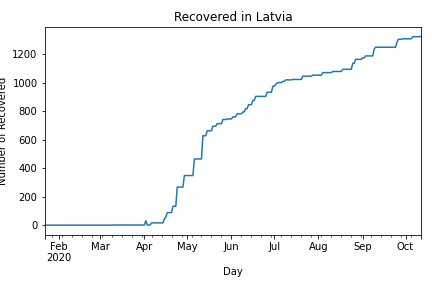 Recovered in Latvia
Number of Recovered
1200
1000
800
600
400
200
0
Feb Mar Apr May Jun Jul Aug Sep Oct
2020
Day